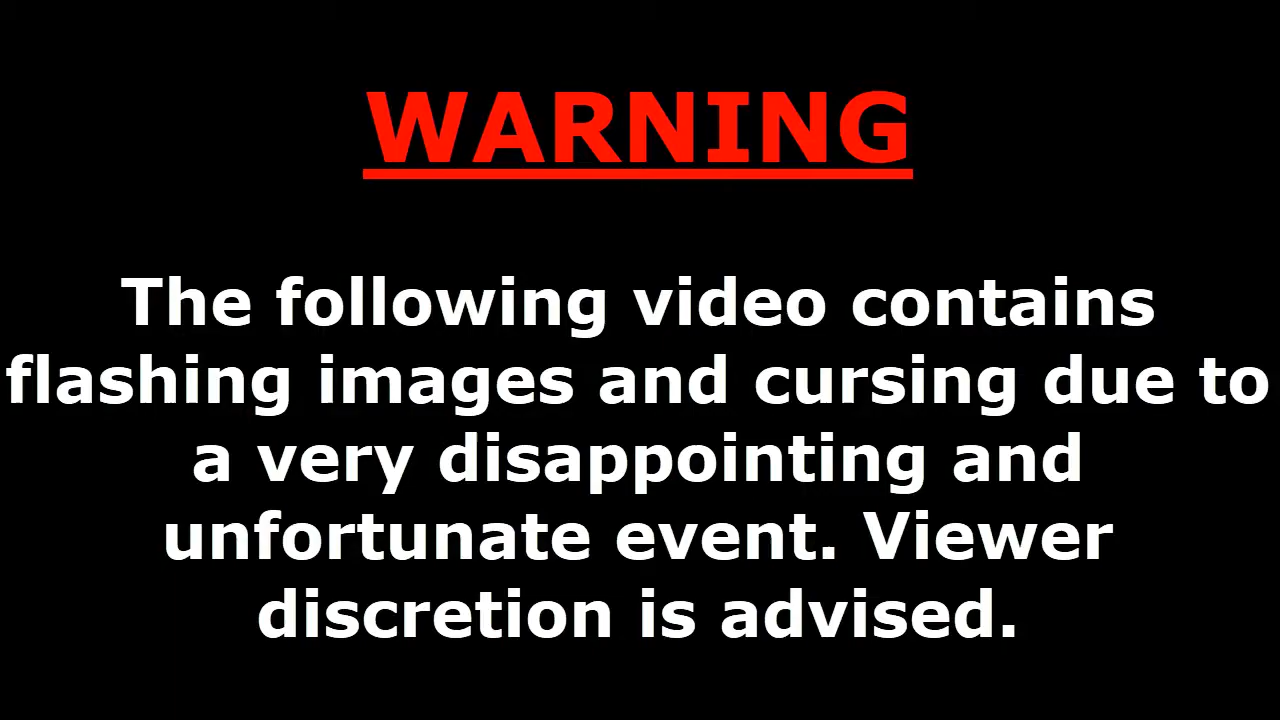 WARNING
The following video contains
flashing images and cursing due to
a very disappointing and
unfortunate event. Viewer
discretion is advised.